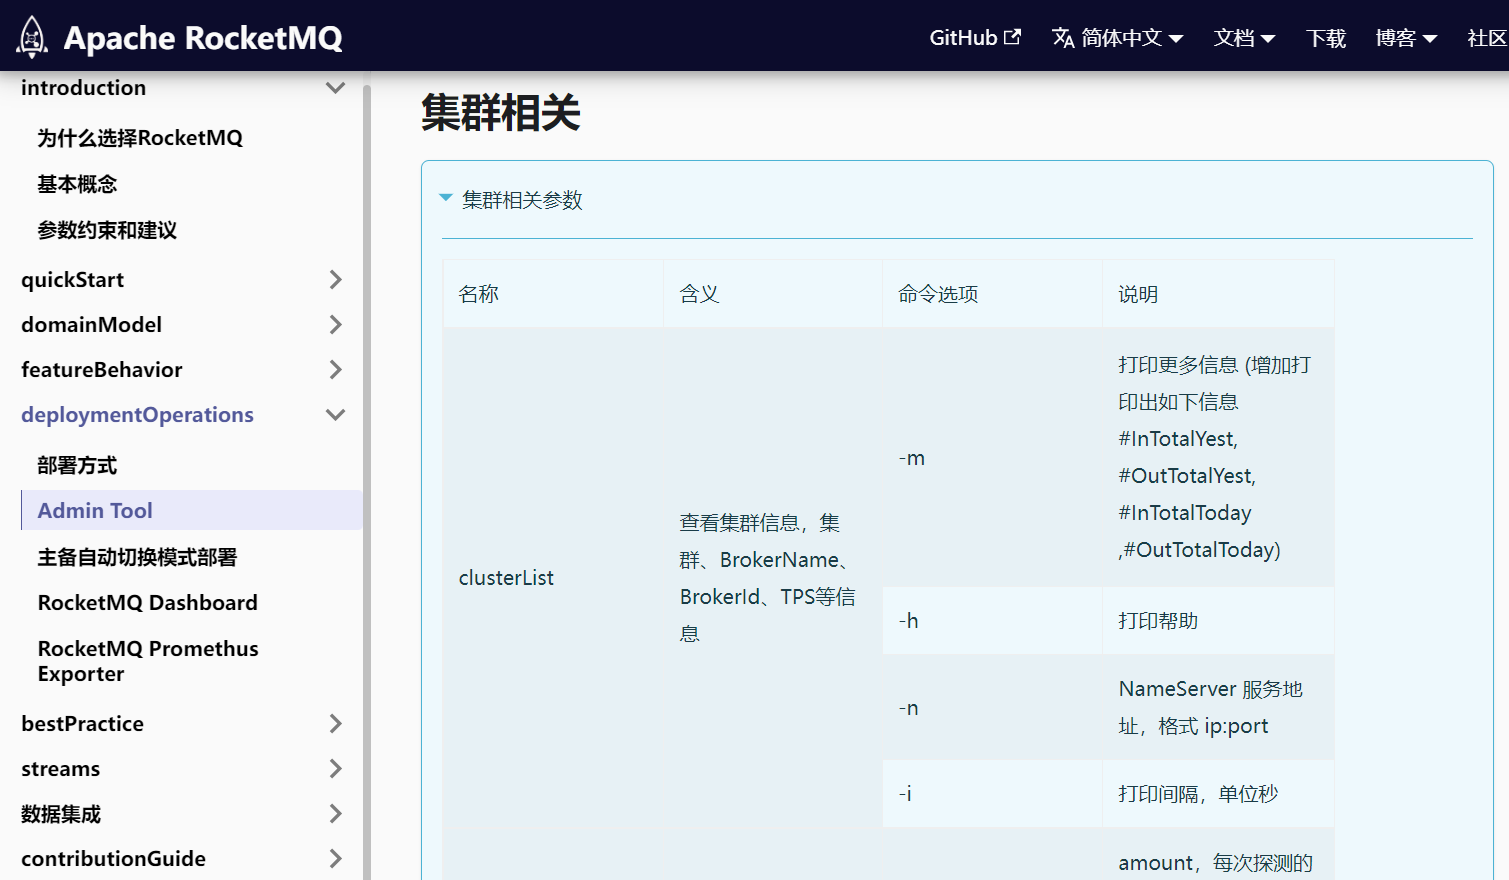 Apache RocketMQ
GitHub
简体中文
文档
下载
博客
社区
introduction
为什么选择RocketMQ
基本概念
参数约束和建议
quickStart
domainModel
featureBehavior
deploymentOperations
部署方式
Admin Tool
主备自动切换模式部署
RocketMQ Dashboard
RocketMQ Promethus
Exporter
bestPractice
streams
数据集成
contributionGuide
集群相关
集群相关参数
名称
含义
命令选项
说明
clusterList
查看集群信息，集
群、BrokerName、
BrokerId、TPS等信
息
-m
打印更多信息 (增加打
印出如下信息
#InTotalYest,
#OutTotalYest,
#InTotalToday
,#OutTotalToday)
-h
打印帮助
-n
NameServer 服务地
址，格式 ip:port
-i
打印间隔，单位秒
amount，每次探测的